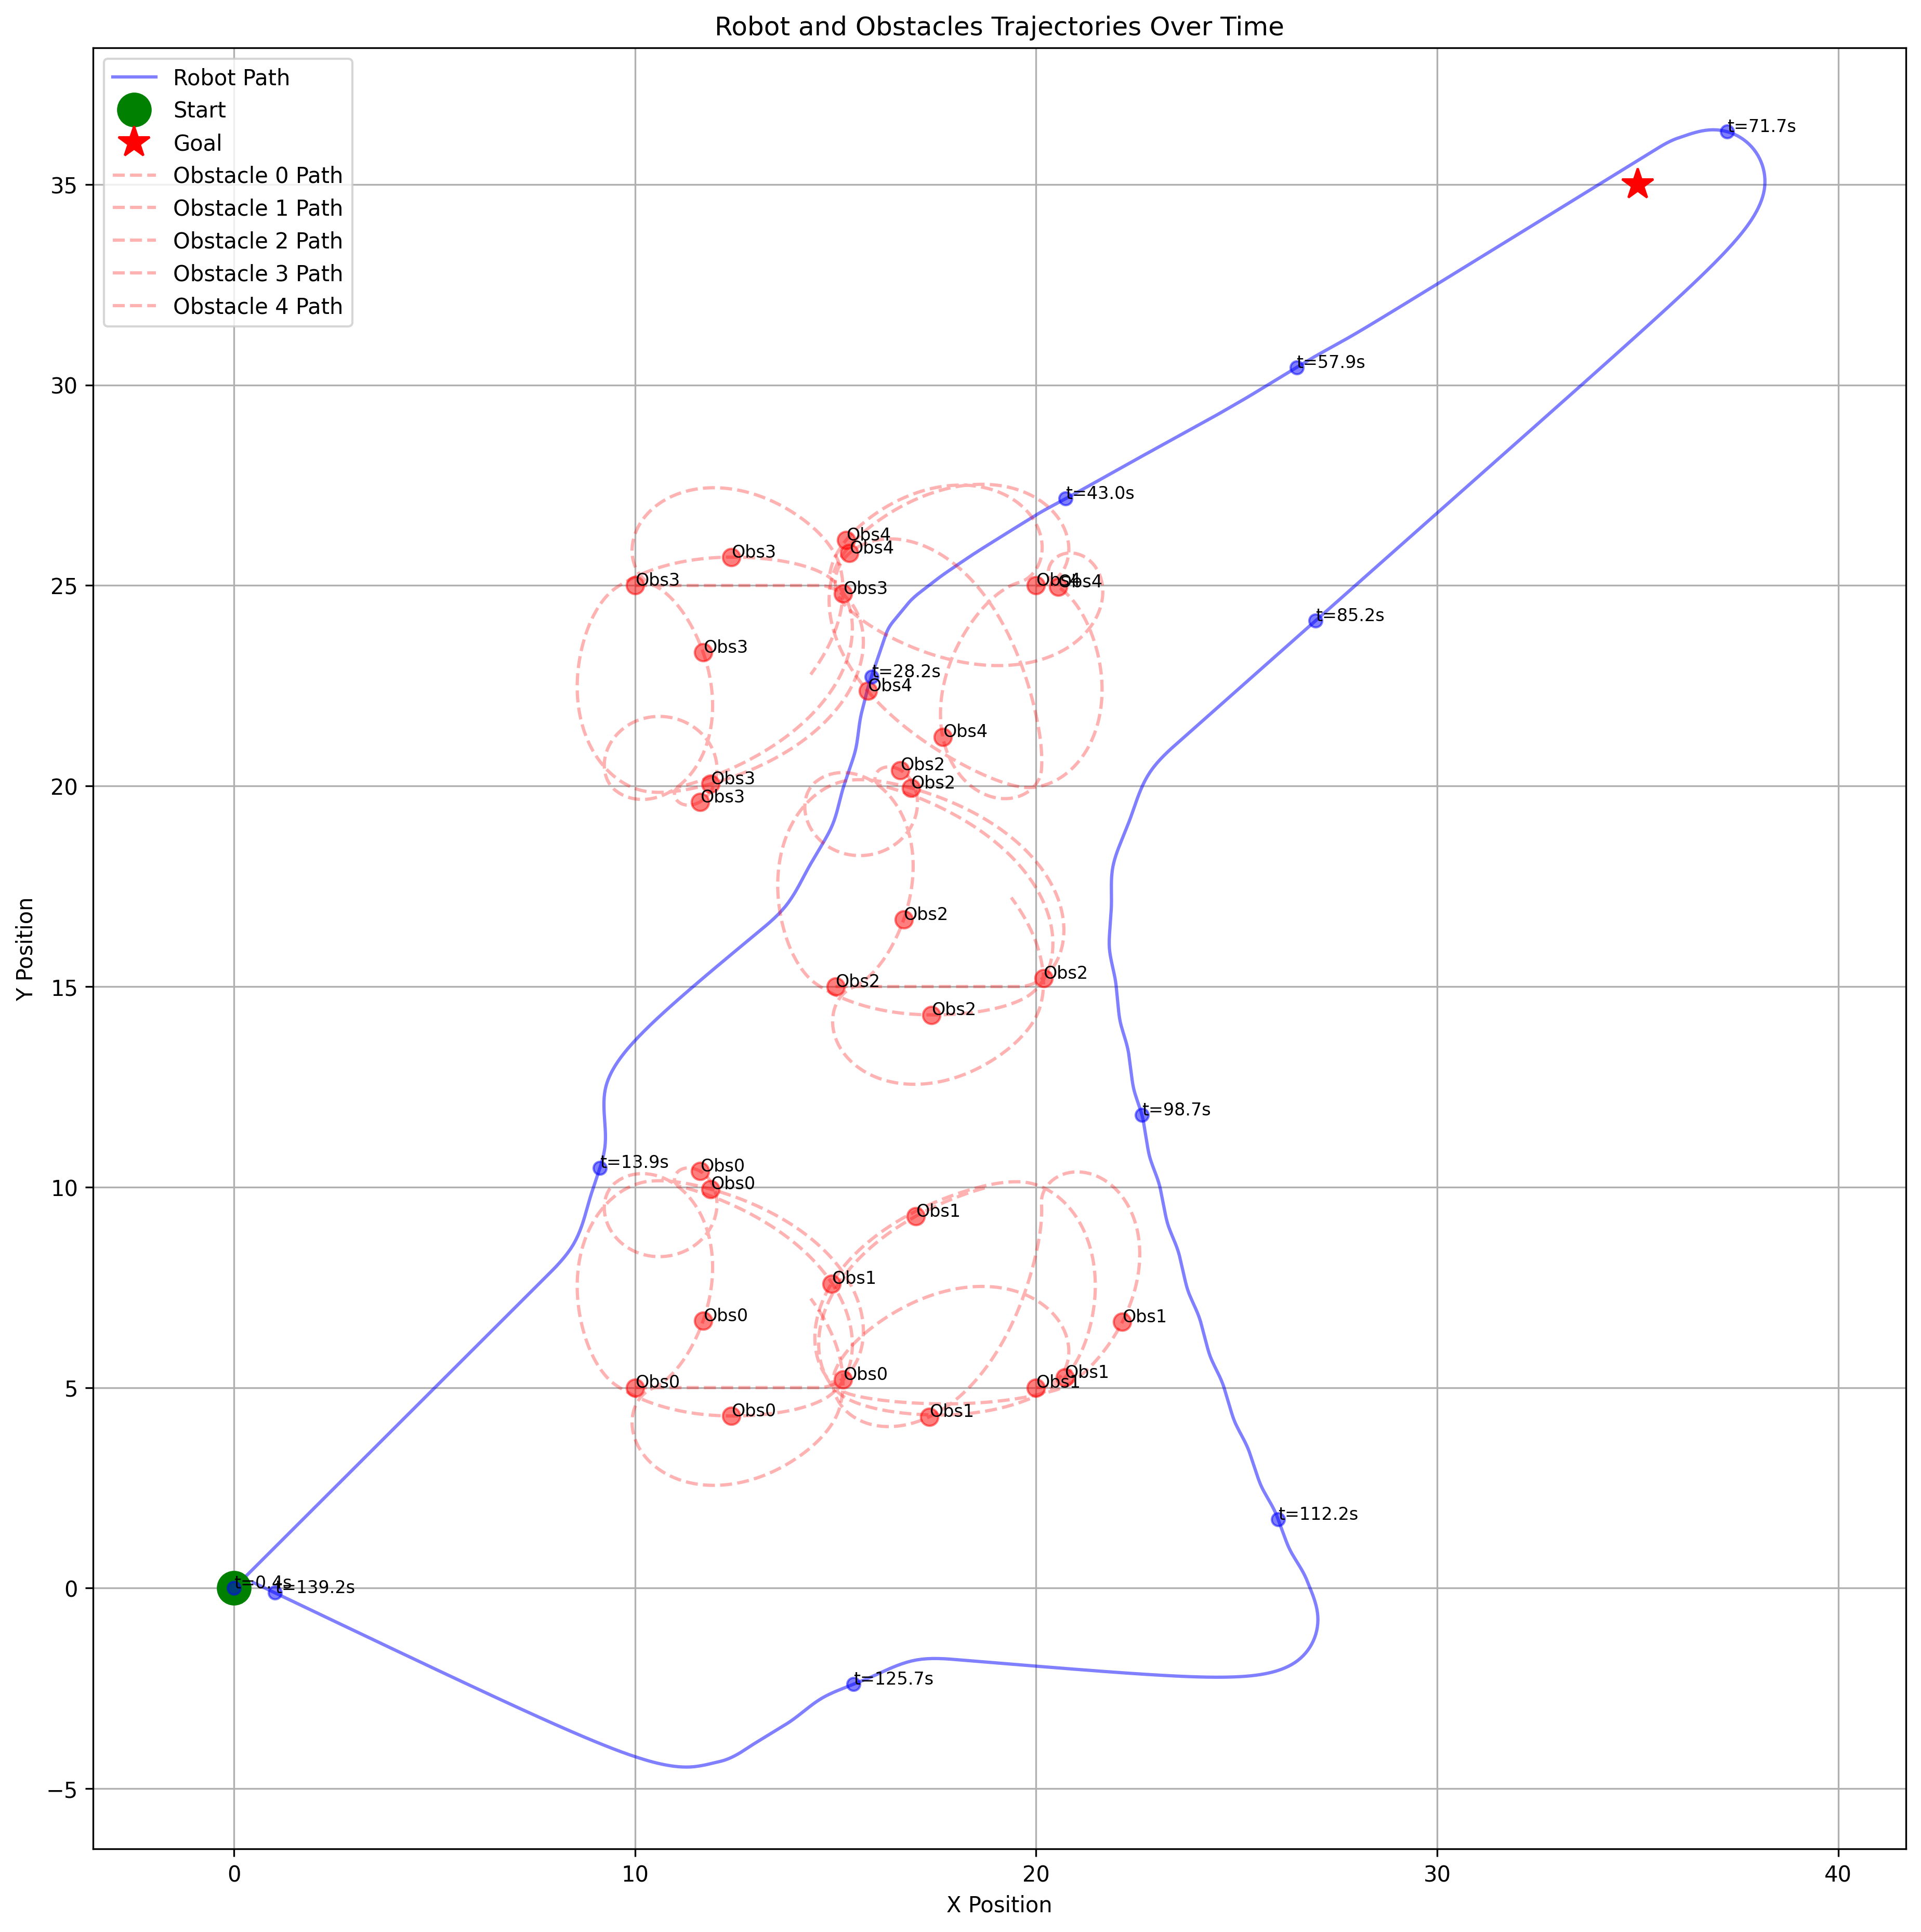 Robot and Obstacles Trajectories Over Time
Robot Path
Start
Goal
Obstacle 0 Path
Obstacle 1 Path
Obstacle 2 Path
Obstacle 3 Path
Obstacle 4 Path
t=71.7s
t=57.9s
t=43.0s
Obs4
Obs4
Obs3
Obs3
Obs4
Obs4
Obs3
t=85.2s
Obs3
t=28.2s
Obs4
Obs4
Obs2
Obs2
Obs3
Obs3
Obs2
Obs2
Obs2
Obs2
t=98.7s
t=13.9s
Obs0
Obs0
Obs1
Obs1
Obs0
Obs1
Obs0
Obs0
Obs1
Obs1
Obs0
Obs1
t=112.2s
t=0.4s
t=139.2s
t=125.7s
35
30
25
20
15
10
5
0
−5
0
10
20
30
40
X Position
Y Position